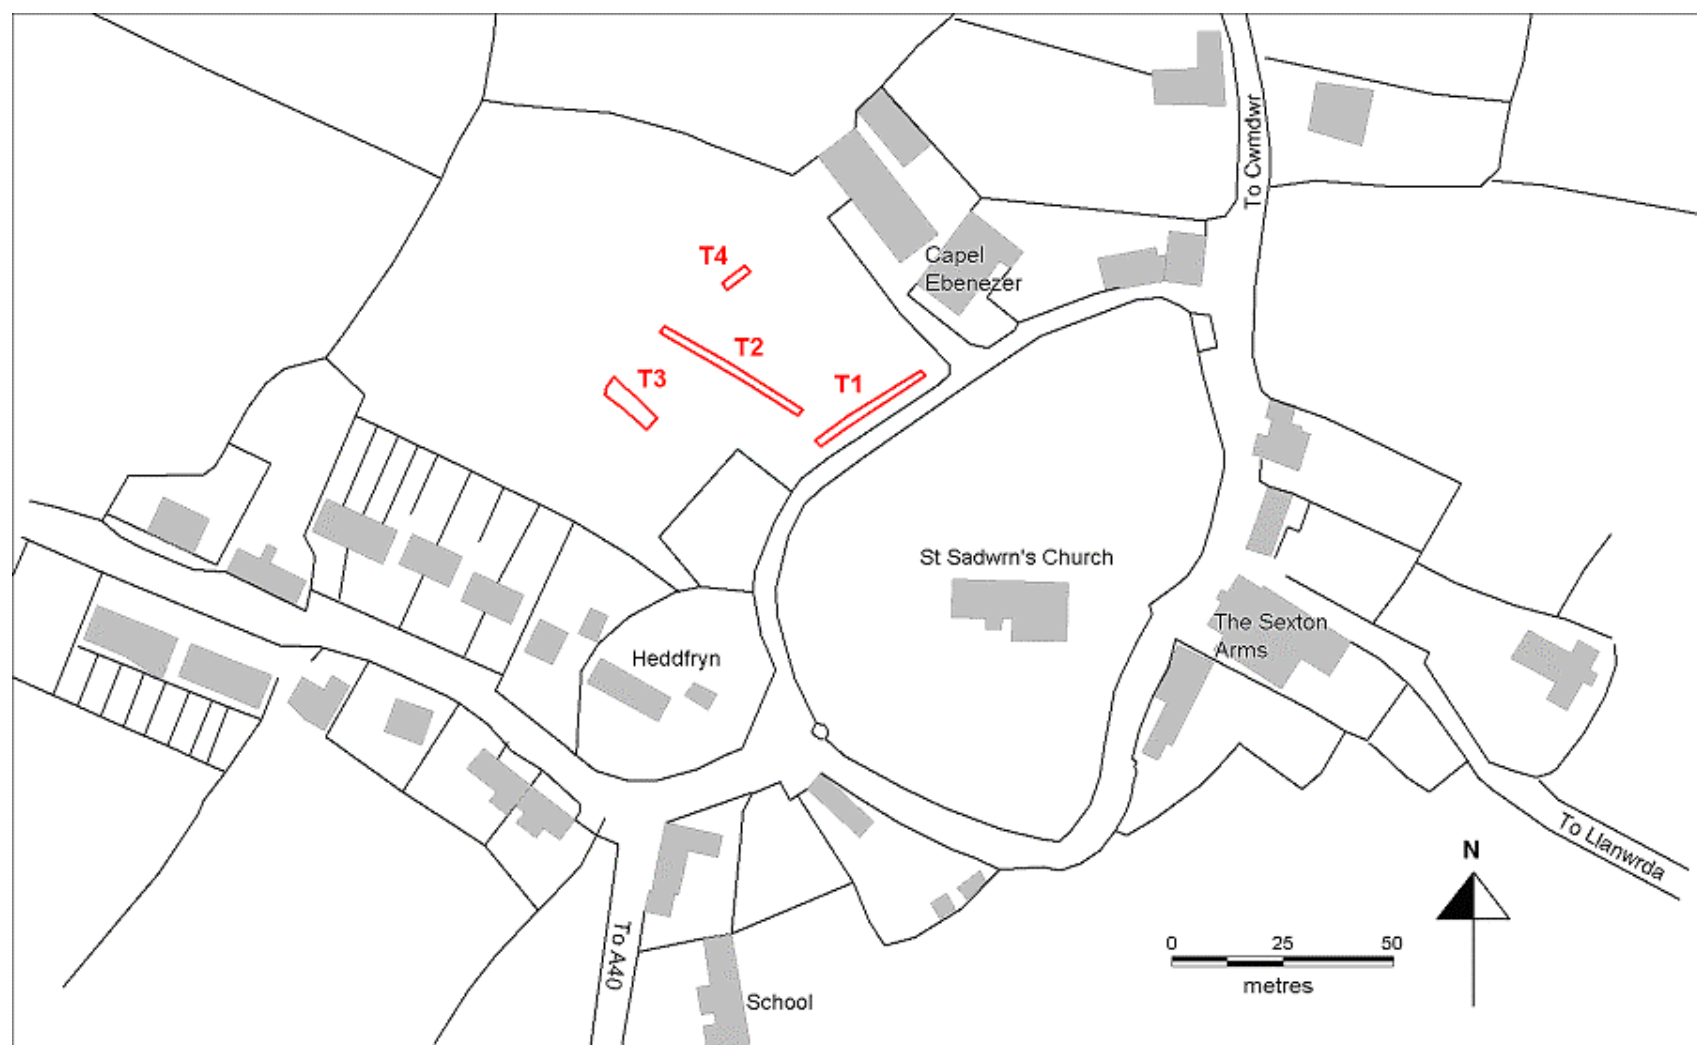 To Cwmdwr
T4
Capel
Ebenezer
T2
T1
T3
St Sadwrn's Church
The Sexton
Arms
Heddfryn
To Llanwrda
N
To A40
0 25 50
metres
School